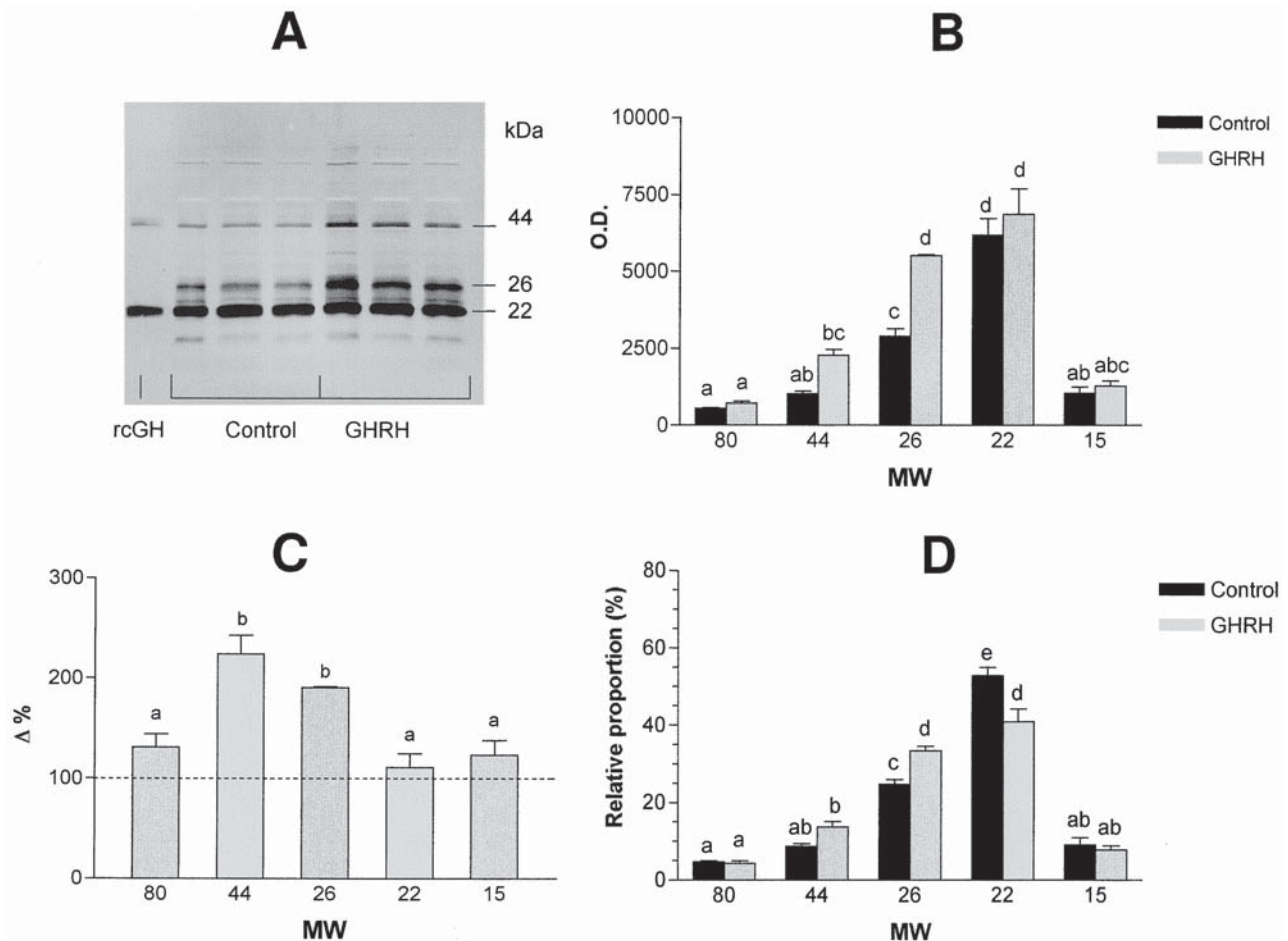 A
kDa
44
26
22
rcGH Control GHRH
B
10000
7500
5000
2500
0
O.D.
a a ab bc c d d d ab abc
80 44 26 22 15
MW
Control
GHRH
C
300
200
100
0
Δ %
a b b a a
80 44 26 22 15
MW
D
80
60
40
20
0
Relative proportion (%)
a a ab b c d e d ab ab
80 44 26 22 15
MW
Control
GHRH